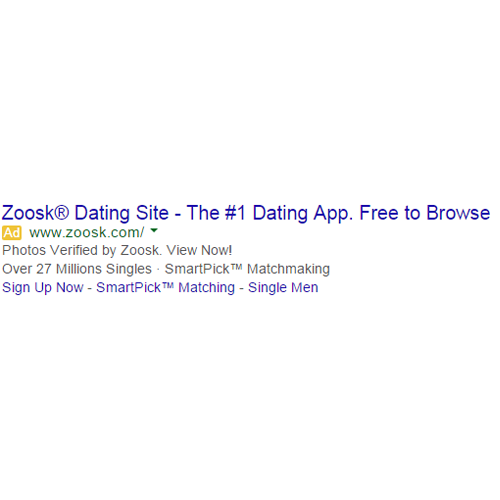 Zoosk® Dating Site - The #1 Dating App. Free to Browse
Ad www.zoosk.com/
Photos Verified by Zoosk. View Now!
Over 27 Millions Singles · SmartPick™ Matchmaking
Sign Up Now - SmartPick™ Matching - Single Men